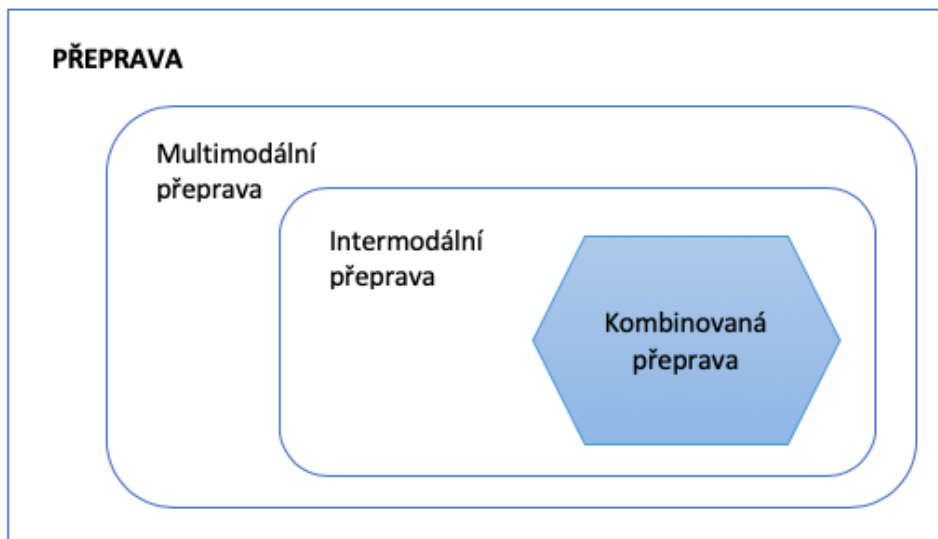 PŘEPRAVA
Multimodální
přeprava
Intermodální
přeprava
Kombinovaná
přeprava